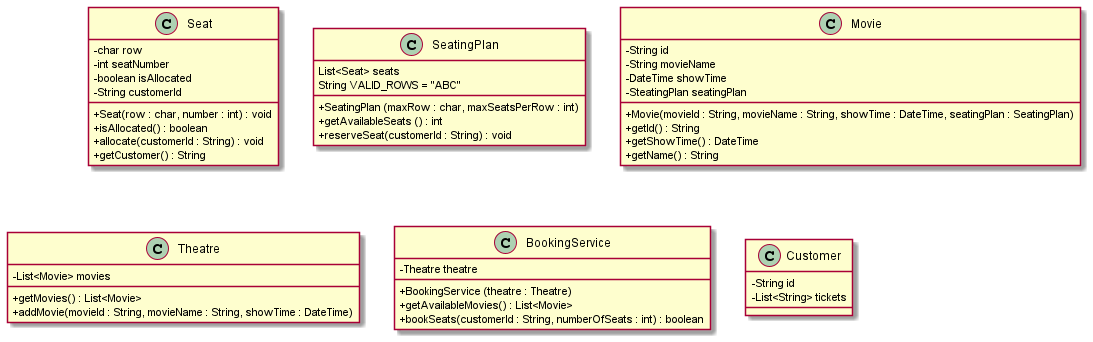 C Seat
-char row
-int seatNumber
-boolean isAllocated
-String customerId
+Seat(row : char, number : int) : void
+isAllocated() : boolean
+allocate(customerId : String) : void
+getCustomer() : String
C SeatingPlan
List<Seat> seats
String VALID_ROWS = "ABC"
+SeatingPlan (maxRow : char, maxSeatsPerRow : int)
+getAvailableSeats () : int
+reserveSeat(customerId : String) : void
C Movie
-String id
-String movieName
-DateTime showTime
-SteatingPlan seatingPlan
+Movie(movieId : String, movieName : String, showTime : DateTime, seatingPlan : SeatingPlan)
+getId() : String
+getShowTime() : DateTime
+getName() : String
C Theatre
-List<Movie> movies
+getMovies() : List<Movie>
+addMovie(movieId : String, movieName : String, showTime : DateTime)
C BookingService
-Theatre theatre
+BookingService (theatre : Theatre)
+getAvailableMovies() : List<Movie>
+bookSeats(customerId : String, numberOfSeats : int) : boolean
C Customer
-String id
-List<String> tickets